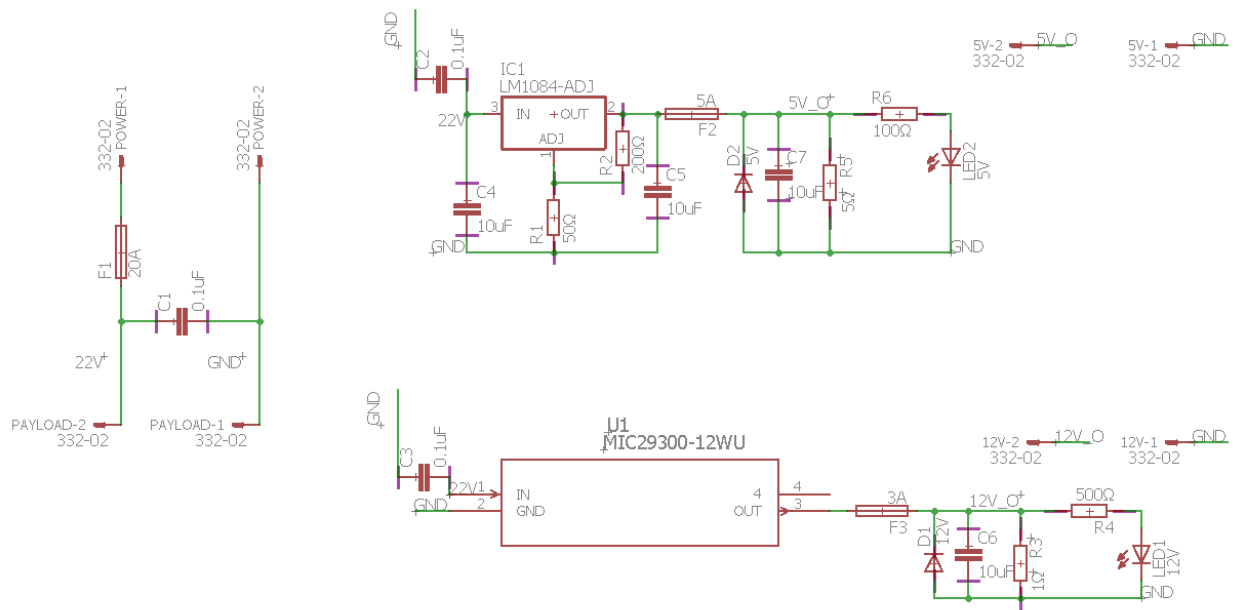 GND
C2
0.1uF
IC1
LM1084-ADJ
22V
3
IN
+OUT
2
ADJ
1
R2
200Ω
C4
10uF
R1
50Ω
GND
C5
10uF
5A
F2
5V_O
D2
5V
C7
10uF
R5
5Ω
R6
100Ω
LED2
5V
GND
5V-2
332-02
5V_O
5V-1
332-02
GND
332-02
POWER-1
332-02
POWER-2
F1
20A
C1
0.1uF
22V
GND
PAYLOAD-2
332-02
PAYLOAD-1
332-02
GND
C3
0.1uF
U1
MIC29300-12WU
22V
1
IN
GND
2
GND
4
4
OUT
3
3A
F3
12V_O
D1
12V
C6
10uF
R3
1Ω
500Ω
R4
LED1
12V
GND
12V-2
332-02
12V_O
12V-1
332-02
GND